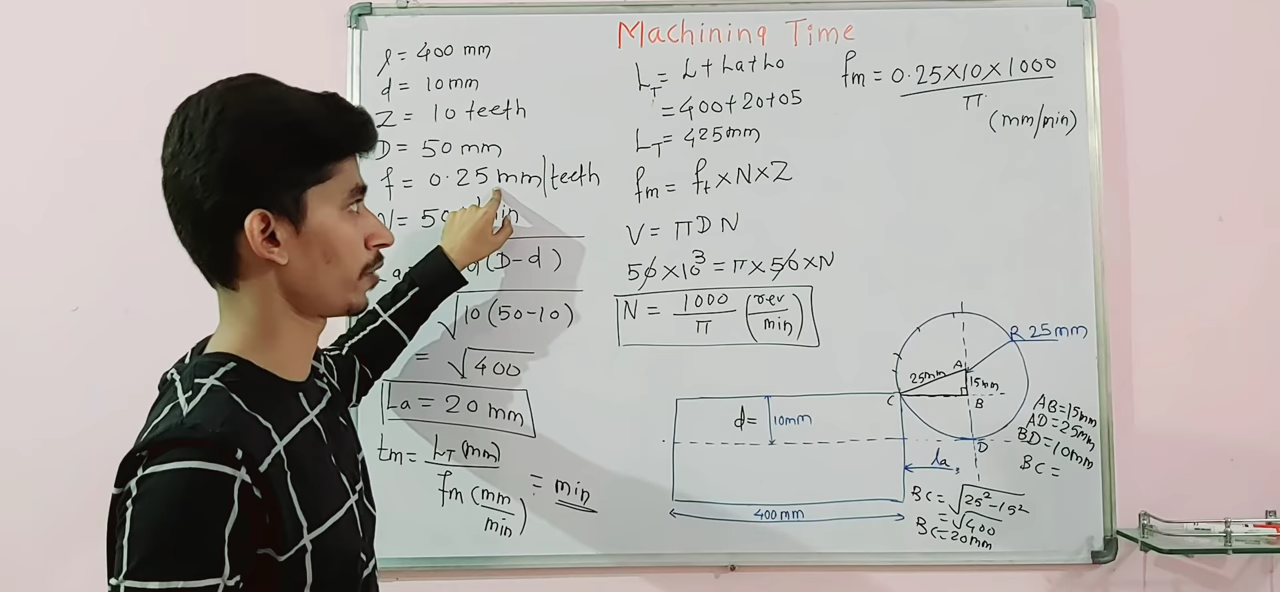 Machining Time
l = 400 mm
d = 10mm
Z = 10 teeth
D = 50 mm
f = 0.25 mm/teeth
= 50
(D-d)
√10(50-10)
= √400
La = 20 mm
tm = LT(mm)
fm(mm/min)
= min
LT = L+La+Lo
= 400+20+05
LT = 425mm
fm = ft×N×Z
V = πDN
50×10³ = π×50×N
N = 1000/π (rev/min)
fm = 0.25×10×1000
π
(mm/min)
R 25mm
25mm
A
15mm
B
C
D
d=
10mm
la
400mm
AB=15mm
AD=25mm
BD=10mm
BC=
BC=√25²-15²
=√400
BC=20mm